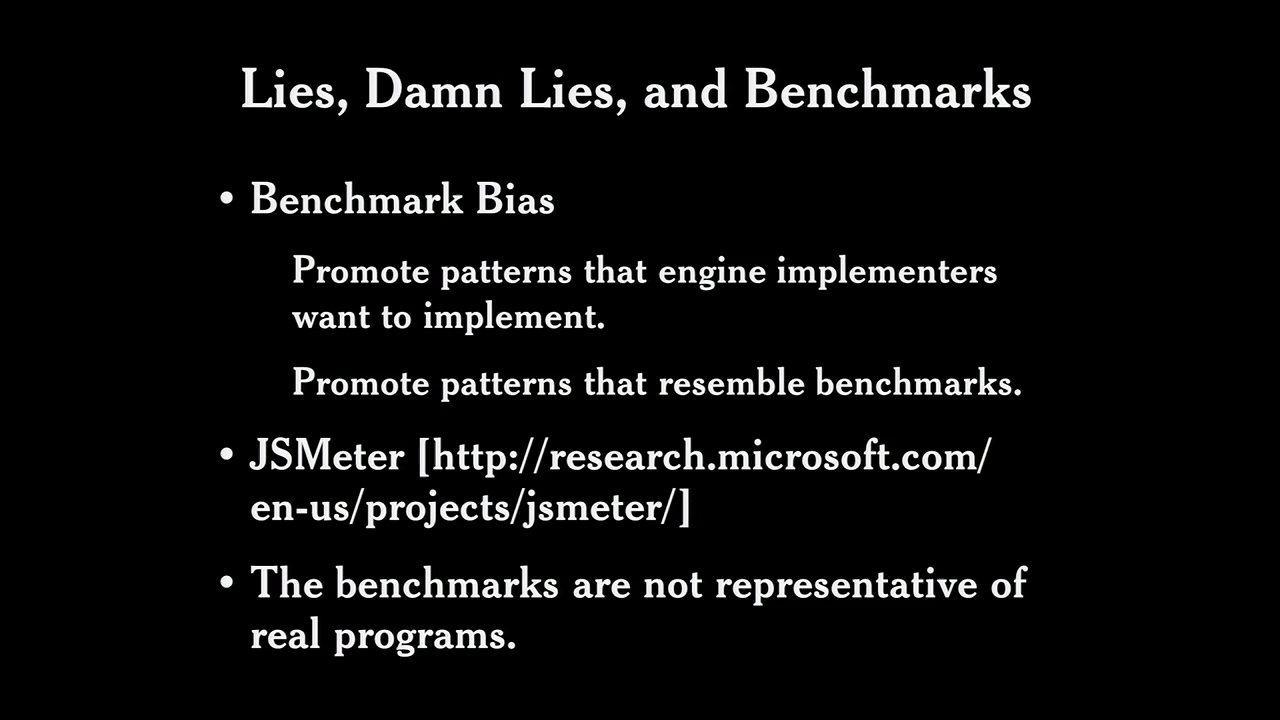 Lies, Damn Lies, and Benchmarks
• Benchmark Bias
Promote patterns that engine implementers
want to implement.
Promote patterns that resemble benchmarks.
• JSMeter [http://research.microsoft.com/
en-us/projects/jsmeter/]
• The benchmarks are not representative of
real programs.